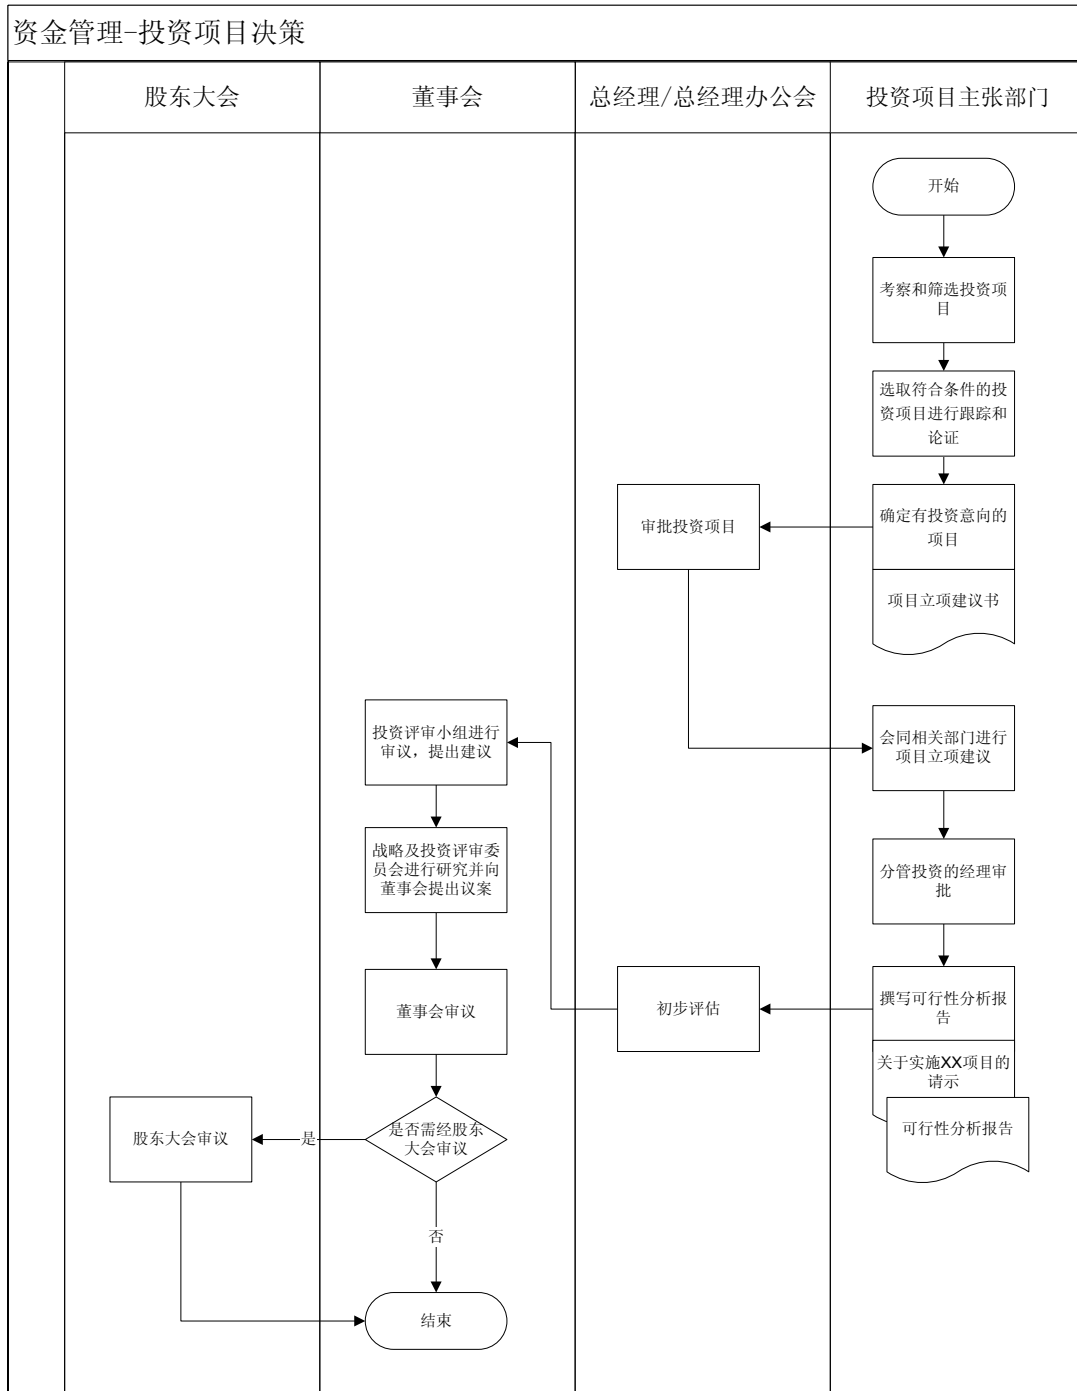 资金管理-投资项目决策
股东大会
董事会
总经理/总经理办公会
投资项目主张部门
开始
考察和筛选投资项
目
选取符合条件的投
资项目进行跟踪和
论证
确定有投资意向的
项目
项目立项建议书
审批投资项目
会同相关部门进行
项目立项建议
分管投资的经理审
批
撰写可行性分析报
告
关于实施XX项目的
请示
可行性分析报告
初步评估
投资评审小组进行
审议，提出建议
战略及投资评审委
员会进行研究并向
董事会提出议案
董事会审议
是否需经股东
大会审议
是
股东大会审议
否
结束